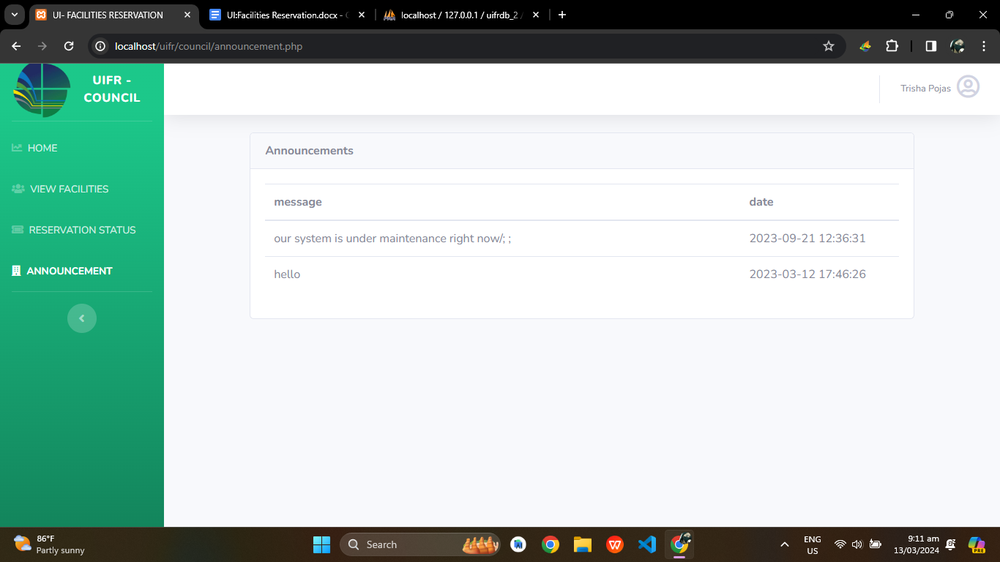 UI- FACILITIES RESERVATION
UI:Facilities Reservation.docx - G
localhost / 127.0.0.1 / uifrdb_2 /
localhost/uifr/council/announcement.php
UIFR -
COUNCIL
Trisha Pojas
HOME
VIEW FACILITIES
RESERVATION STATUS
ANNOUNCEMENT
Announcements
message date
our system is under maintenance right now/; ; 2023-09-21 12:36:31
hello 2023-03-12 17:46:26
86°F
Partly sunny
Search
ENG
US
9:11 am
13/03/2024
PRE